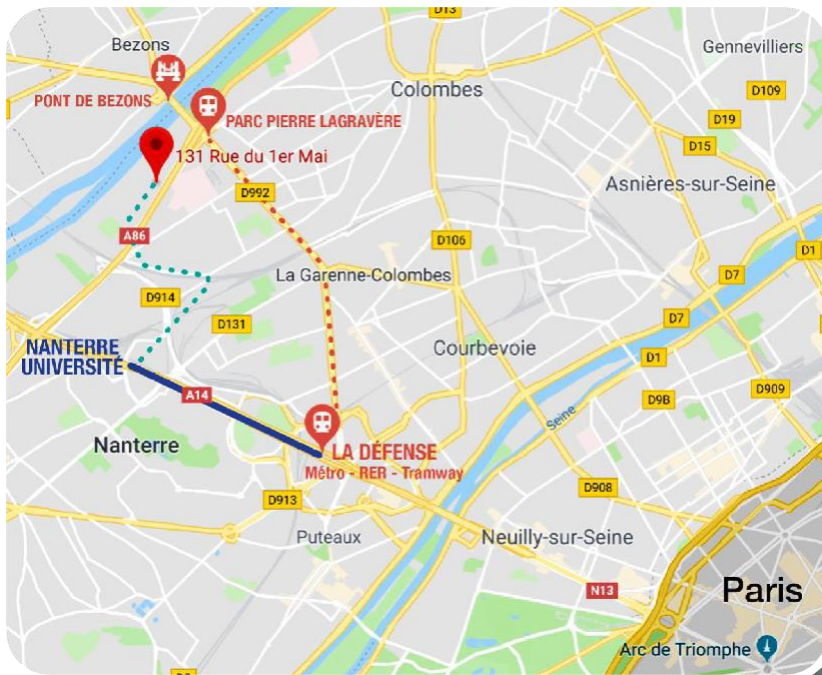 D13
Bezons
Gennevilliers
Colombes
D109
PONT DE BEZONS
PARC PIERRE LAGRAVÈRE
D19
D15
131 Rue du 1er Mai
Asnières-sur-Seine
D992
A86
D106
D1
La Garenne-Colombes
D7
D914
D131
D7
NANTERRE
UNIVERSITÉ
Courbevoie
D1
A14
D909
D9B
Seine
Nanterre
LA DÉFENSE
Métro - RER - Tramway
D913
D908
Puteaux
Neuilly-sur-Seine
N13
Paris
Arc de Triomphe